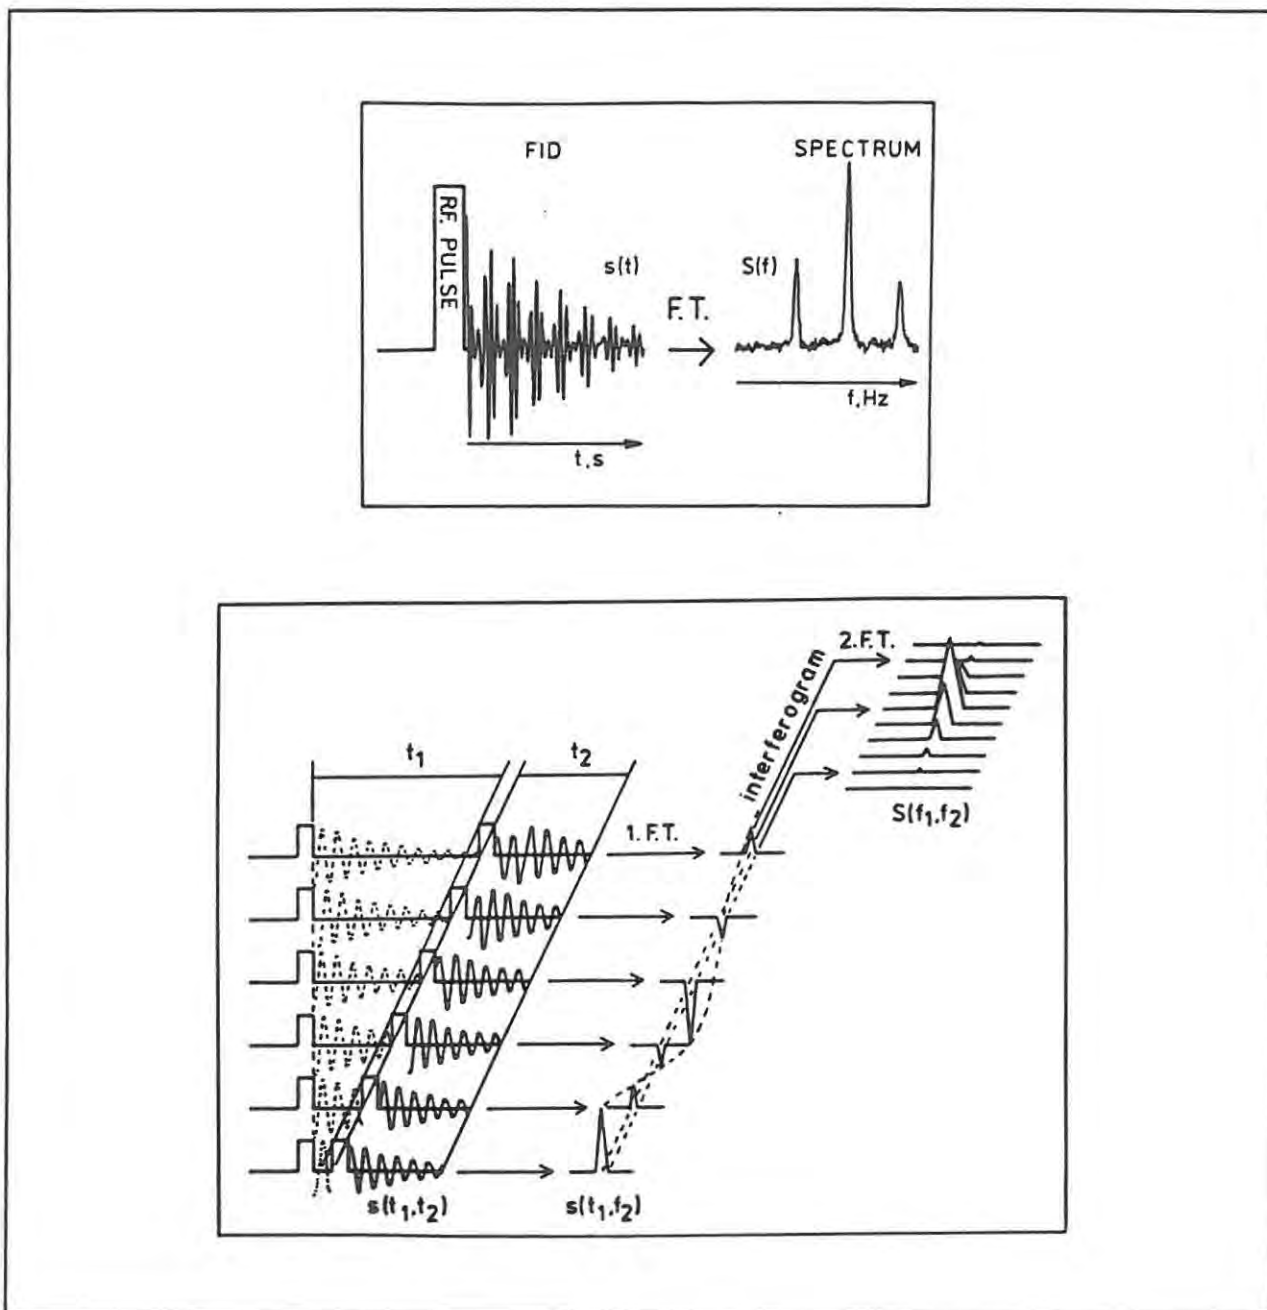 FID
SPECTRUM
R.F. PULSE
s(t)
S(f)
F.T.
f,Hz
t,s
2.F.T.
interferogram
t₁
t₂
S(f₁,f₂)
1.F.T.
s(t₁,t₂)
s(t₁,f₂)